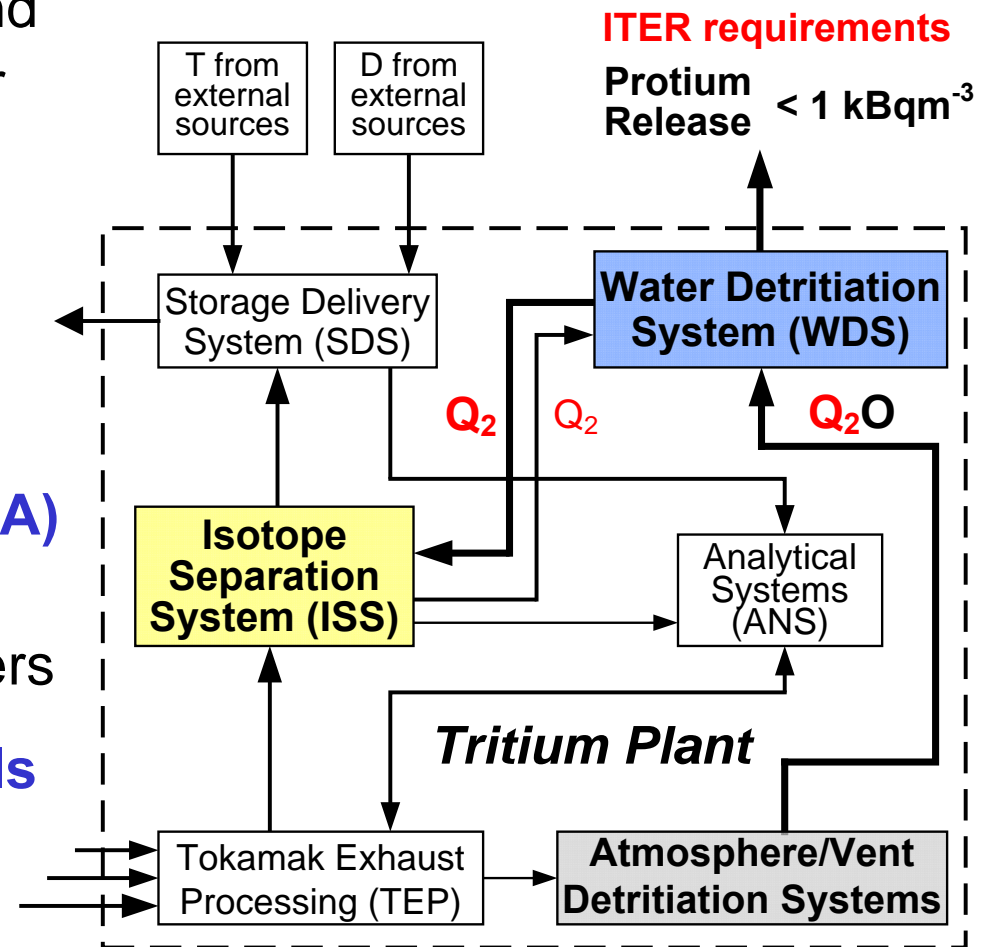 nd
r
ITER requirements
T from
external
sources
D from
external
sources
Protium
Release
< 1 kBqm-3
Storage Delivery
System (SDS)
Water Detritiation
System (WDS)
Q2
Q2
Q2O
A)
Isotope
Separation
System (ISS)
Analytical
Systems
(ANS)
ers
Tritium Plant
ls
Tokamak Exhaust
Processing (TEP)
Atmosphere/Vent
Detritiation Systems